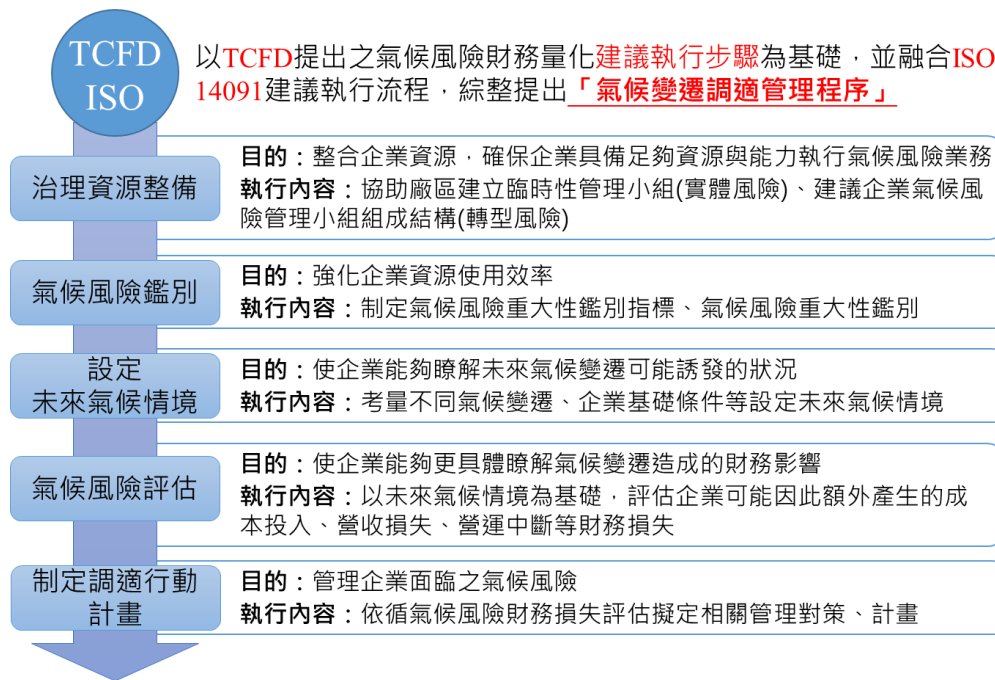 TCFD
ISO
以TCFD提出之氣候風險財務量化建議執行步驟為基礎，並融合ISO
14091建議執行流程，綜整提出「氣候變遷調適管理程序」
治理資源整備
目的：整合企業資源，確保企業具備足夠資源與能力執行氣候風險業務
執行內容：協助廠區建立臨時性管理小組(實體風險)、建議企業氣候風
險管理小組組成結構(轉型風險)
氣候風險鑑別
目的：強化企業資源使用效率
執行內容：制定氣候風險重大性鑑別指標、氣候風險重大性鑑別
設定
未來氣候情境
目的：使企業能夠瞭解未來氣候變遷可能誘發的狀況
執行內容：考量不同氣候變遷、企業基礎條件等設定未來氣候情境
氣候風險評估
目的：使企業能夠更具體瞭解氣候變遷造成的財務影響
執行內容：以未來氣候情境為基礎，評估企業可能因此額外產生的成
本投入、營收損失、營運中斷等財務損失
制定調適行動
計畫
目的：管理企業面臨之氣候風險
執行內容：依循氣候風險財務損失評估擬定相關管理對策、計畫